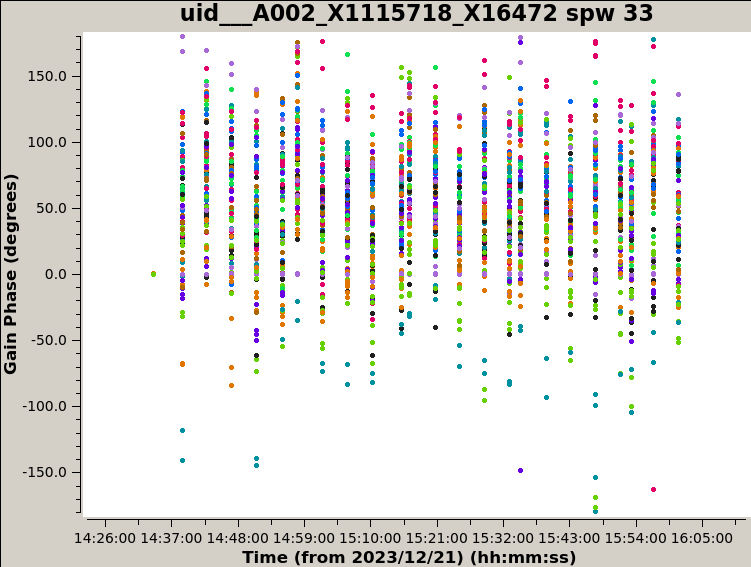 uid___A002_X1115718_X16472 spw 33
150.0
100.0
50.0
0.0
-50.0
-100.0
-150.0
Gain Phase (degrees)
14:26:00 14:37:00 14:48:00 14:59:00 15:10:00 15:21:00 15:32:00 15:43:00 15:54:00 16:05:00
Time (from 2023/12/21) (hh:mm:ss)